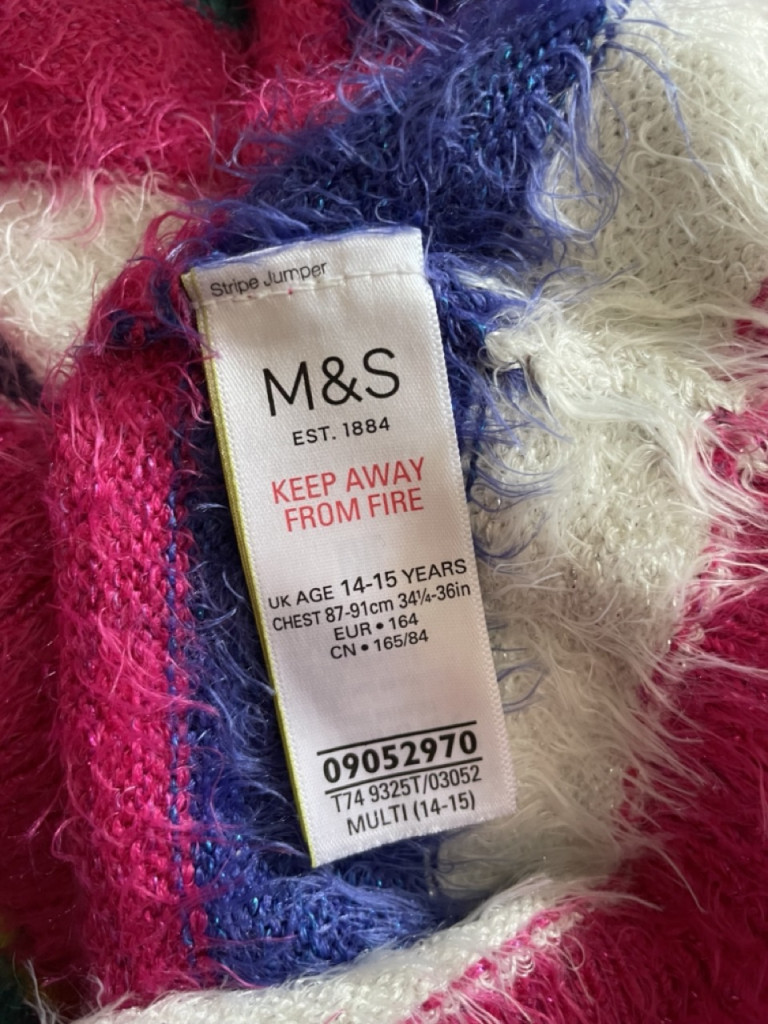 Stripe Jumper
M&S
EST. 1884
KEEP AWAY
FROM FIRE
UK AGE 14-15 YEARS
CHEST 87-91cm 34¼-36in
EUR • 164
CN • 165/84
09052970
T74 9325T/03052
MULTI (14-15)